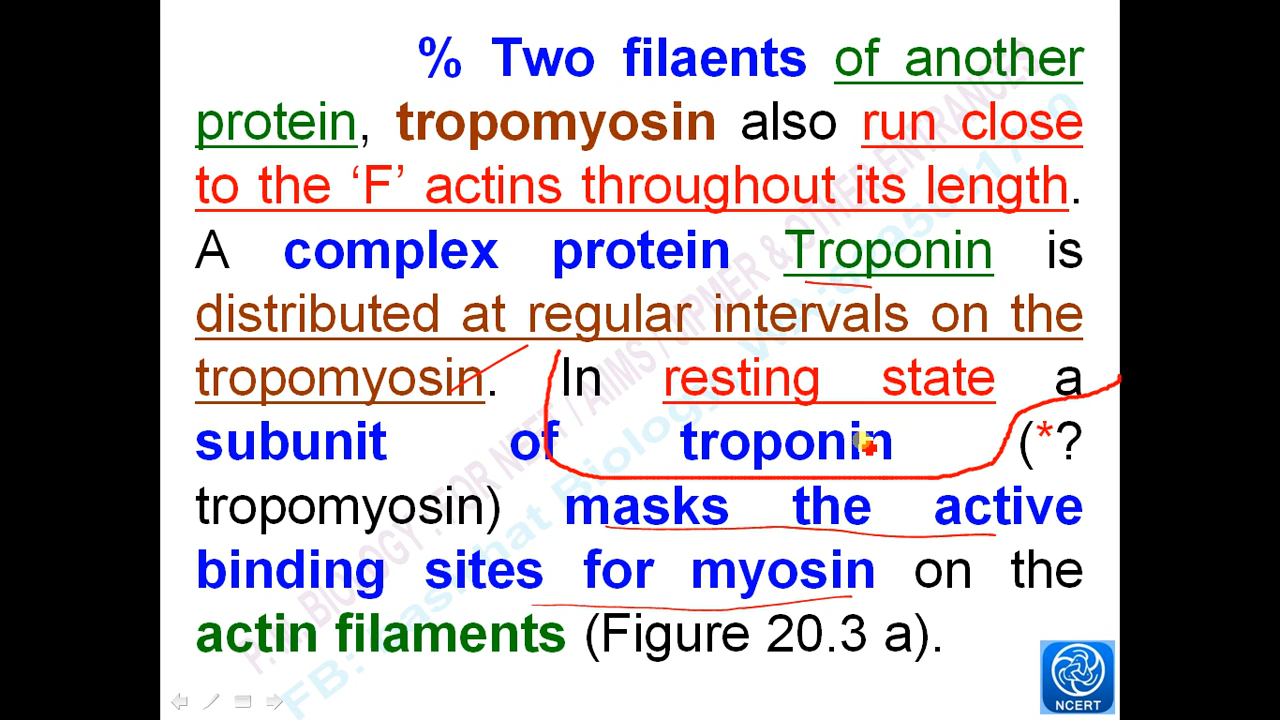 % Two filaents of another
protein, tropomyosin also run close
to the ‘F’ actins throughout its length.
A complex protein Troponin is
distributed at regular intervals on the
tropomyosin. In resting state a
subunit of troponin (*?
tropomyosin) masks the active
binding sites for myosin on the
actin filaments (Figure 20.3 a).
NCERT